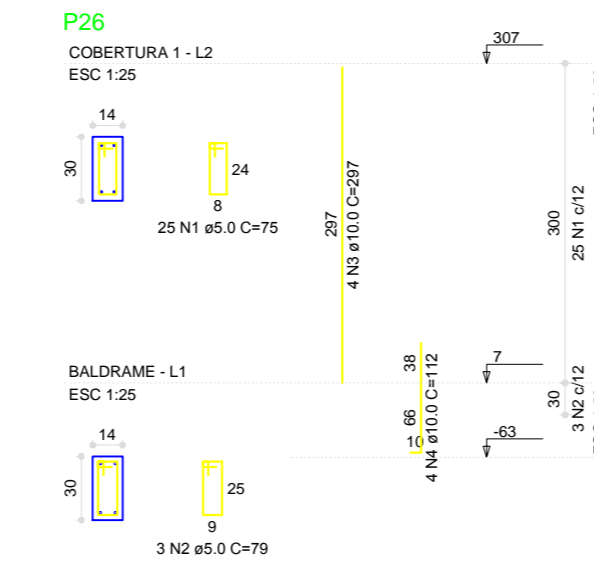 P26
COBERTURA 1 - L2
ESC 1:25
307
14
30
24
8
25 N1 ø5.0 C=75
297
4 N3 ø10.0 C=297
300
25 N1 c/12
BALDRAME - L1
ESC 1:25
7
38
66
10
4 N4 ø10.0 C=112
30
3 N2 c/12
-63
14
30
25
9
3 N2 ø5.0 C=79